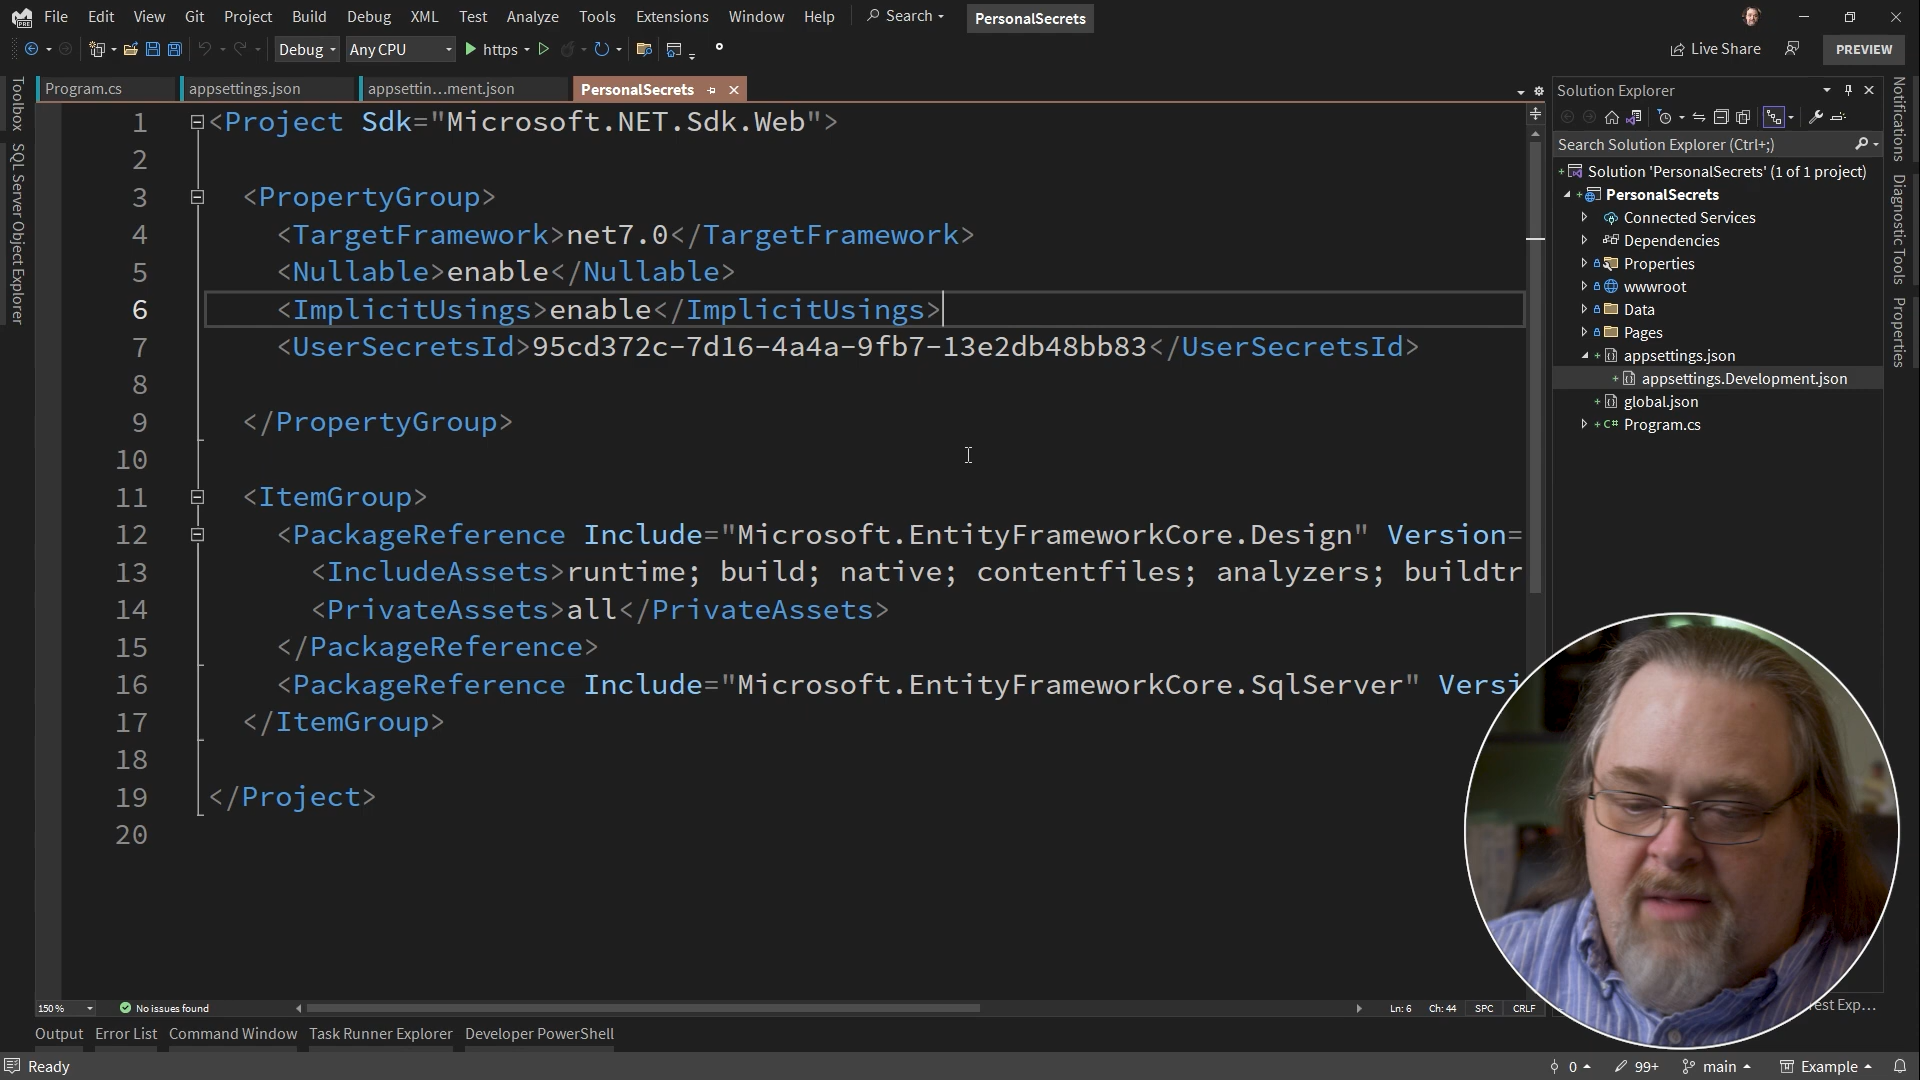 File Edit View Git Project Build Debug XML Test Analyze Tools Extensions Window Help Search PersonalSecrets
Debug Any CPU https Live Share PREVIEW
Program.cs appsettings.json appsettin...ment.json PersonalSecrets
Toolbox
SQL Server Object Explorer
1 <Project Sdk="Microsoft.NET.Sdk.Web">
2
3 <PropertyGroup>
4 <TargetFramework>net7.0</TargetFramework>
5 <Nullable>enable</Nullable>
6 <ImplicitUsings>enable</ImplicitUsings>
7 <UserSecretsId>95cd372c-7d16-4a4a-9fb7-13e2db48bb83</UserSecretsId>
8
9 </PropertyGroup>
10
11 <ItemGroup>
12 <PackageReference Include="Microsoft.EntityFrameworkCore.Design" Version=
13 <IncludeAssets>runtime; build; native; contentfiles; analyzers; buildtr
14 <PrivateAssets>all</PrivateAssets>
15 </PackageReference>
16 <PackageReference Include="Microsoft.EntityFrameworkCore.SqlServer" Versi
17 </ItemGroup>
18
19 </Project>
20
Solution Explorer
Search Solution Explorer (Ctrl+;)
Solution 'PersonalSecrets' (1 of 1 project)
PersonalSecrets
Connected Services
Dependencies
Properties
wwwroot
Data
Pages
appsettings.json
appsettings.Development.json
global.json
C# Program.cs
Notifications
Diagnostic Tools
Properties
150 % No issues found Ln: 6 Ch: 44 SPC CRLF
est Exp...
Output Error List Command Window Task Runner Explorer Developer PowerShell
Ready 0 99+ main Example